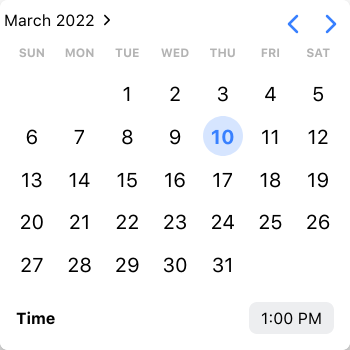 March 2022
SUN MON TUE WED THU FRI SAT
1 2 3 4 5
6 7 8 9 10 11 12
13 14 15 16 17 18 19
20 21 22 23 24 25 26
27 28 29 30 31
Time 1:00 PM